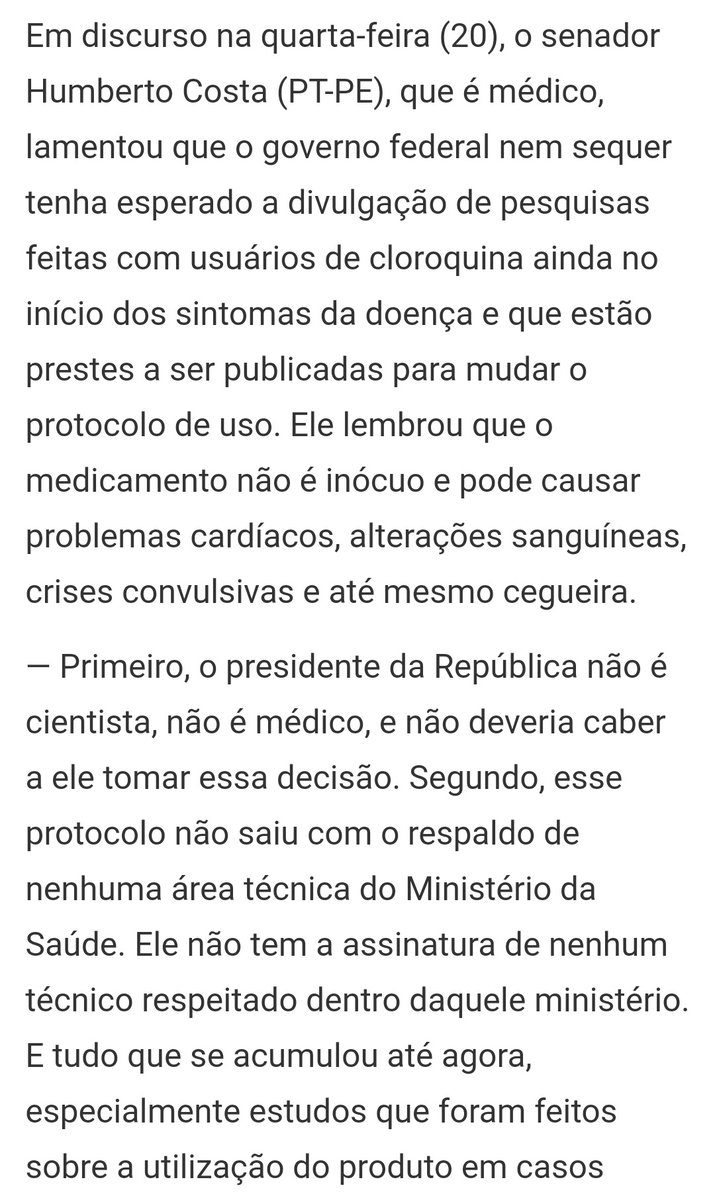 Em discurso na quarta-feira (20), o senador
Humberto Costa (PT-PE), que é médico,
lamentou que o governo federal nem sequer
tenha esperado a divulgação de pesquisas
feitas com usuários de cloroquina ainda no
início dos sintomas da doença e que estão
prestes a ser publicadas para mudar o
protocolo de uso. Ele lembrou que o
medicamento não é inócuo e pode causar
problemas cardíacos, alterações sanguíneas,
crises convulsivas e até mesmo cegueira.
— Primeiro, o presidente da República não é
cientista, não é médico, e não deveria caber
a ele tomar essa decisão. Segundo, esse
protocolo não saiu com o respaldo de
nenhuma área técnica do Ministério da
Saúde. Ele não tem a assinatura de nenhum
técnico respeitado dentro daquele ministério.
E tudo que se acumulou até agora,
especialmente estudos que foram feitos
sobre a utilização do produto em casos